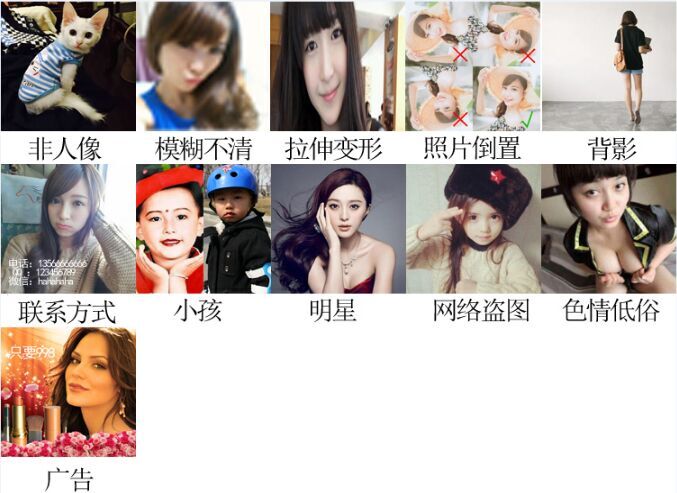 非人像
模糊不清
拉伸变形
照片倒置
背影
电话：13566666666
QQ：123456789
微信：hahahaha
联系方式
小孩
明星
网络盗图
色情低俗
只要998
广告